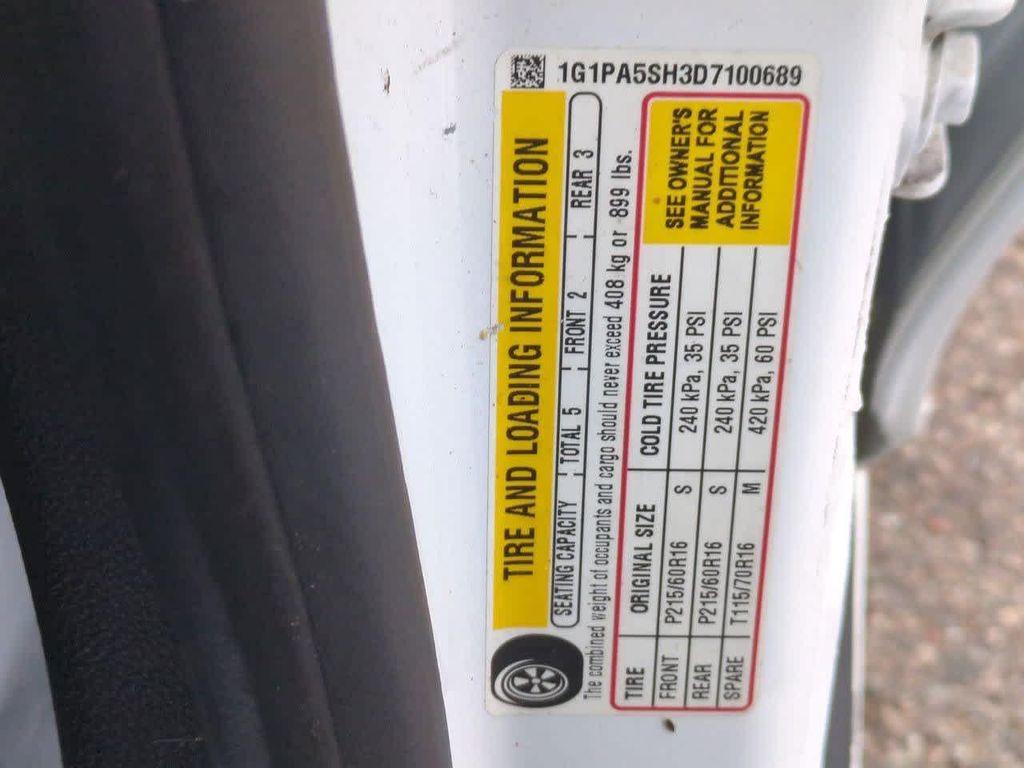 1G1PA5SH3D7100689
TIRE AND LOADING INFORMATION
SEATING CAPACITY TOTAL 5 FRONT 2 REAR 3
The combined weight of occupants and cargo should never exceed 408 kg or 899 lbs.
TIRE ORIGINAL SIZE COLD TIRE PRESSURE
FRONT P215/60R16 S 240 kPa, 35 PSI
REAR P215/60R16 S 240 kPa, 35 PSI
SPARE T115/70R16 M 420 kPa, 60 PSI
SEE OWNER'S
MANUAL FOR
ADDITIONAL
INFORMATION